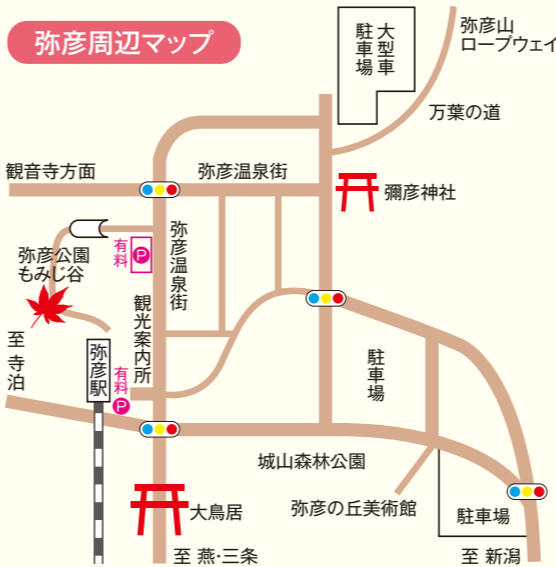 弥彦周辺マップ
大型車
駐車場
弥彦山
ロープウェイ
万葉の道
観音寺方面
弥彦温泉街
彌彦神社
弥彦公園
もみじ谷
有料
P
弥彦温泉街
観光案内所
至 寺泊
弥彦駅
有料
P
駐車場
城山森林公園
弥彦の丘美術館
駐車場
大鳥居
至 燕・三条
至 新潟